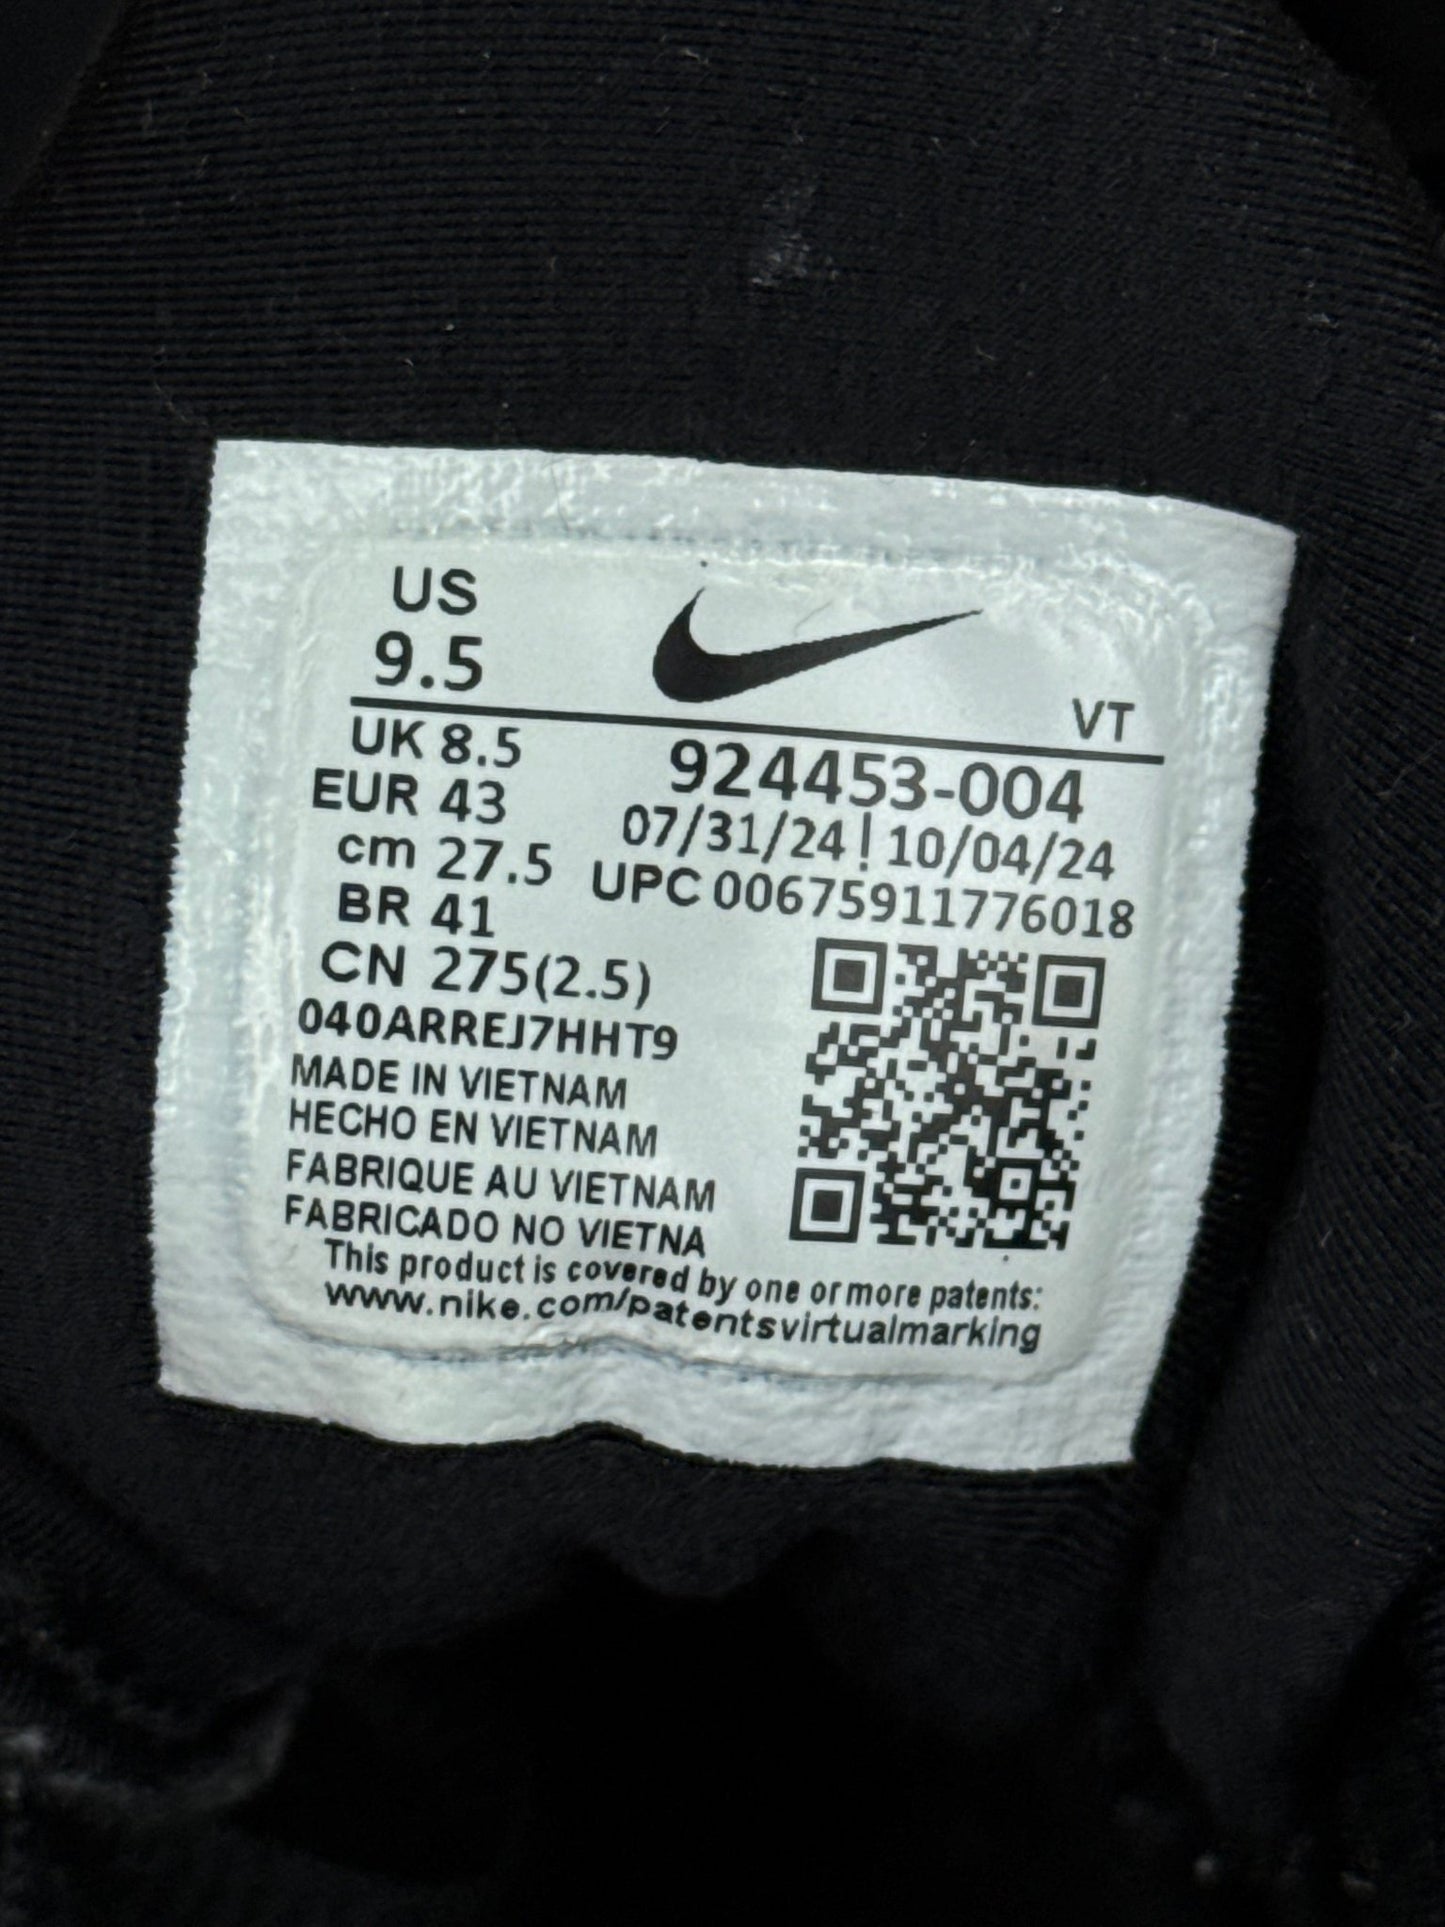 US
9.5
VT
UK 8.5
EUR 43
cm 27.5
BR 41
CN 275(2.5)
924453-004
07/31/24 ! 10/04/24
UPC 00675911776018
040ARREJ7HHT9
MADE IN VIETNAM
HECHO EN VIETNAM
FABRIQUE AU VIETNAM
FABRICADO NO VIETNA
This product is covered by one or more patents:
www.nike.com/patentsvirtualmarking